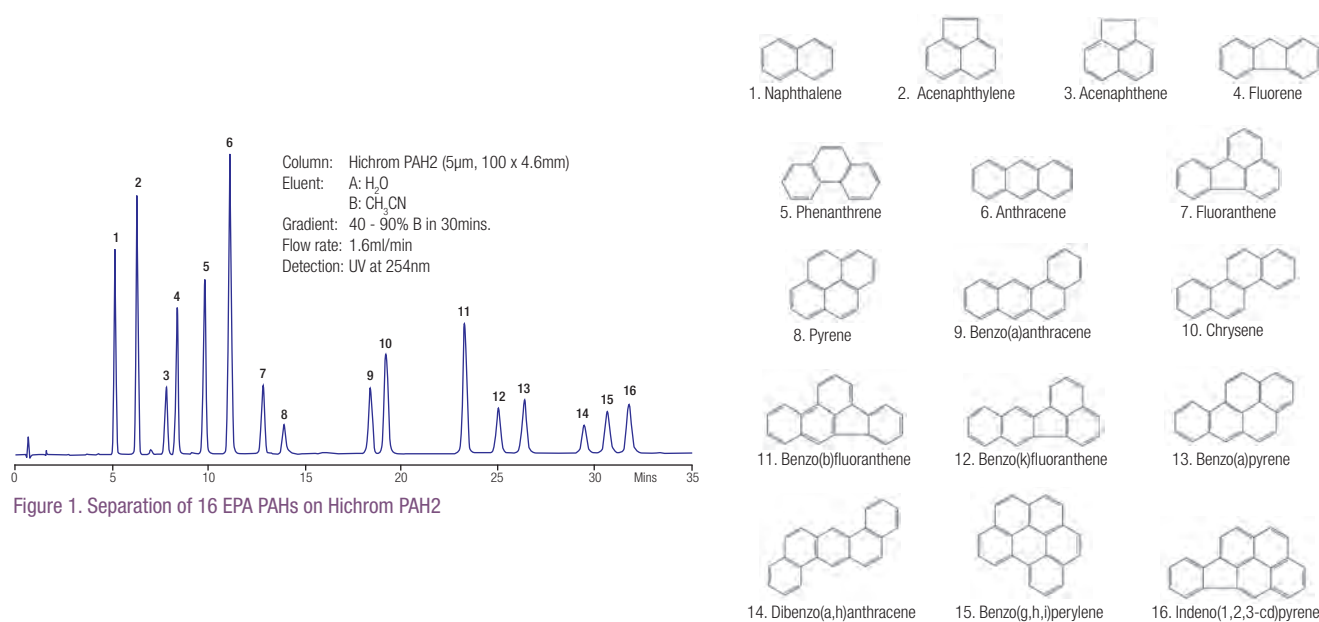 6
2
1
5
4
3
7
8
9
10
11
12
13
14
15
16
Column: Hichrom PAH2 (5µm, 100 x 4.6mm)
Eluent: A: H₂O
B: CH₃CN
Gradient: 40 - 90% B in 30mins.
Flow rate: 1.6ml/min
Detection: UV at 254nm
0 5 10 15 20 25 30 Mins 35
Figure 1. Separation of 16 EPA PAHs on Hichrom PAH2
1. Naphthalene
2. Acenaphthylene
3. Acenaphthene
4. Fluorene
5. Phenanthrene
6. Anthracene
7. Fluoranthene
8. Pyrene
9. Benzo(a)anthracene
10. Chrysene
11. Benzo(b)fluoranthene
12. Benzo(k)fluoranthene
13. Benzo(a)pyrene
14. Dibenzo(a,h)anthracene
15. Benzo(g,h,i)perylene
16. Indeno(1,2,3-cd)pyrene